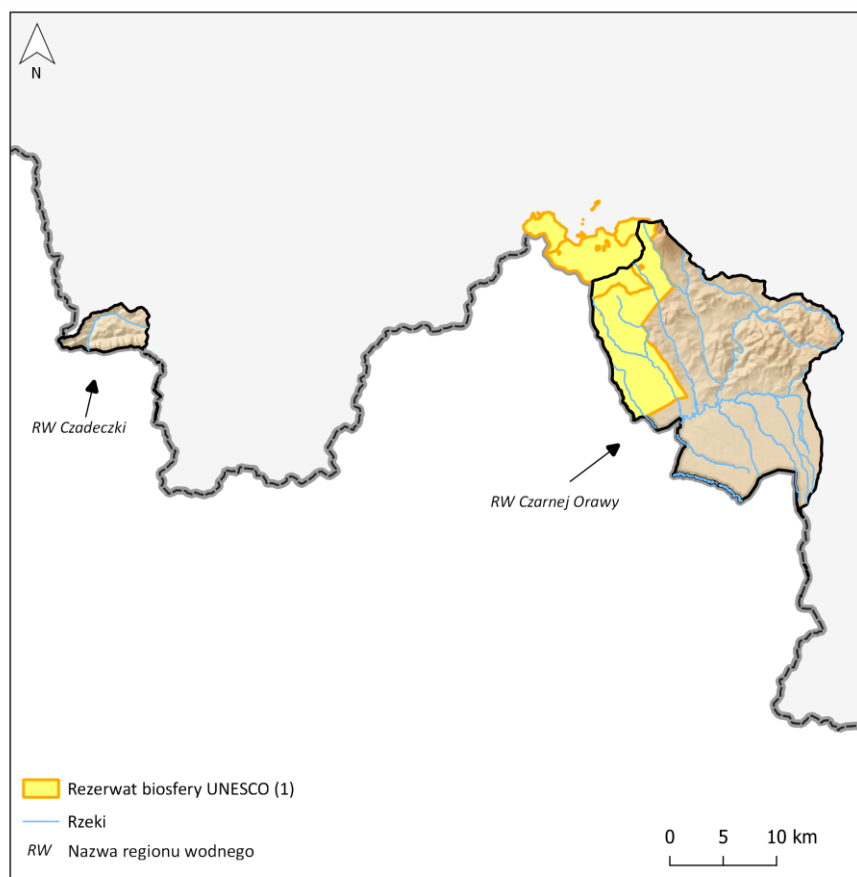 N
RW Czadeczki
RW Czarnej Orawy
Rezerwat biosfery UNESCO (1)
Rzeki
RW Nazwa regionu wodnego
0 5 10 km